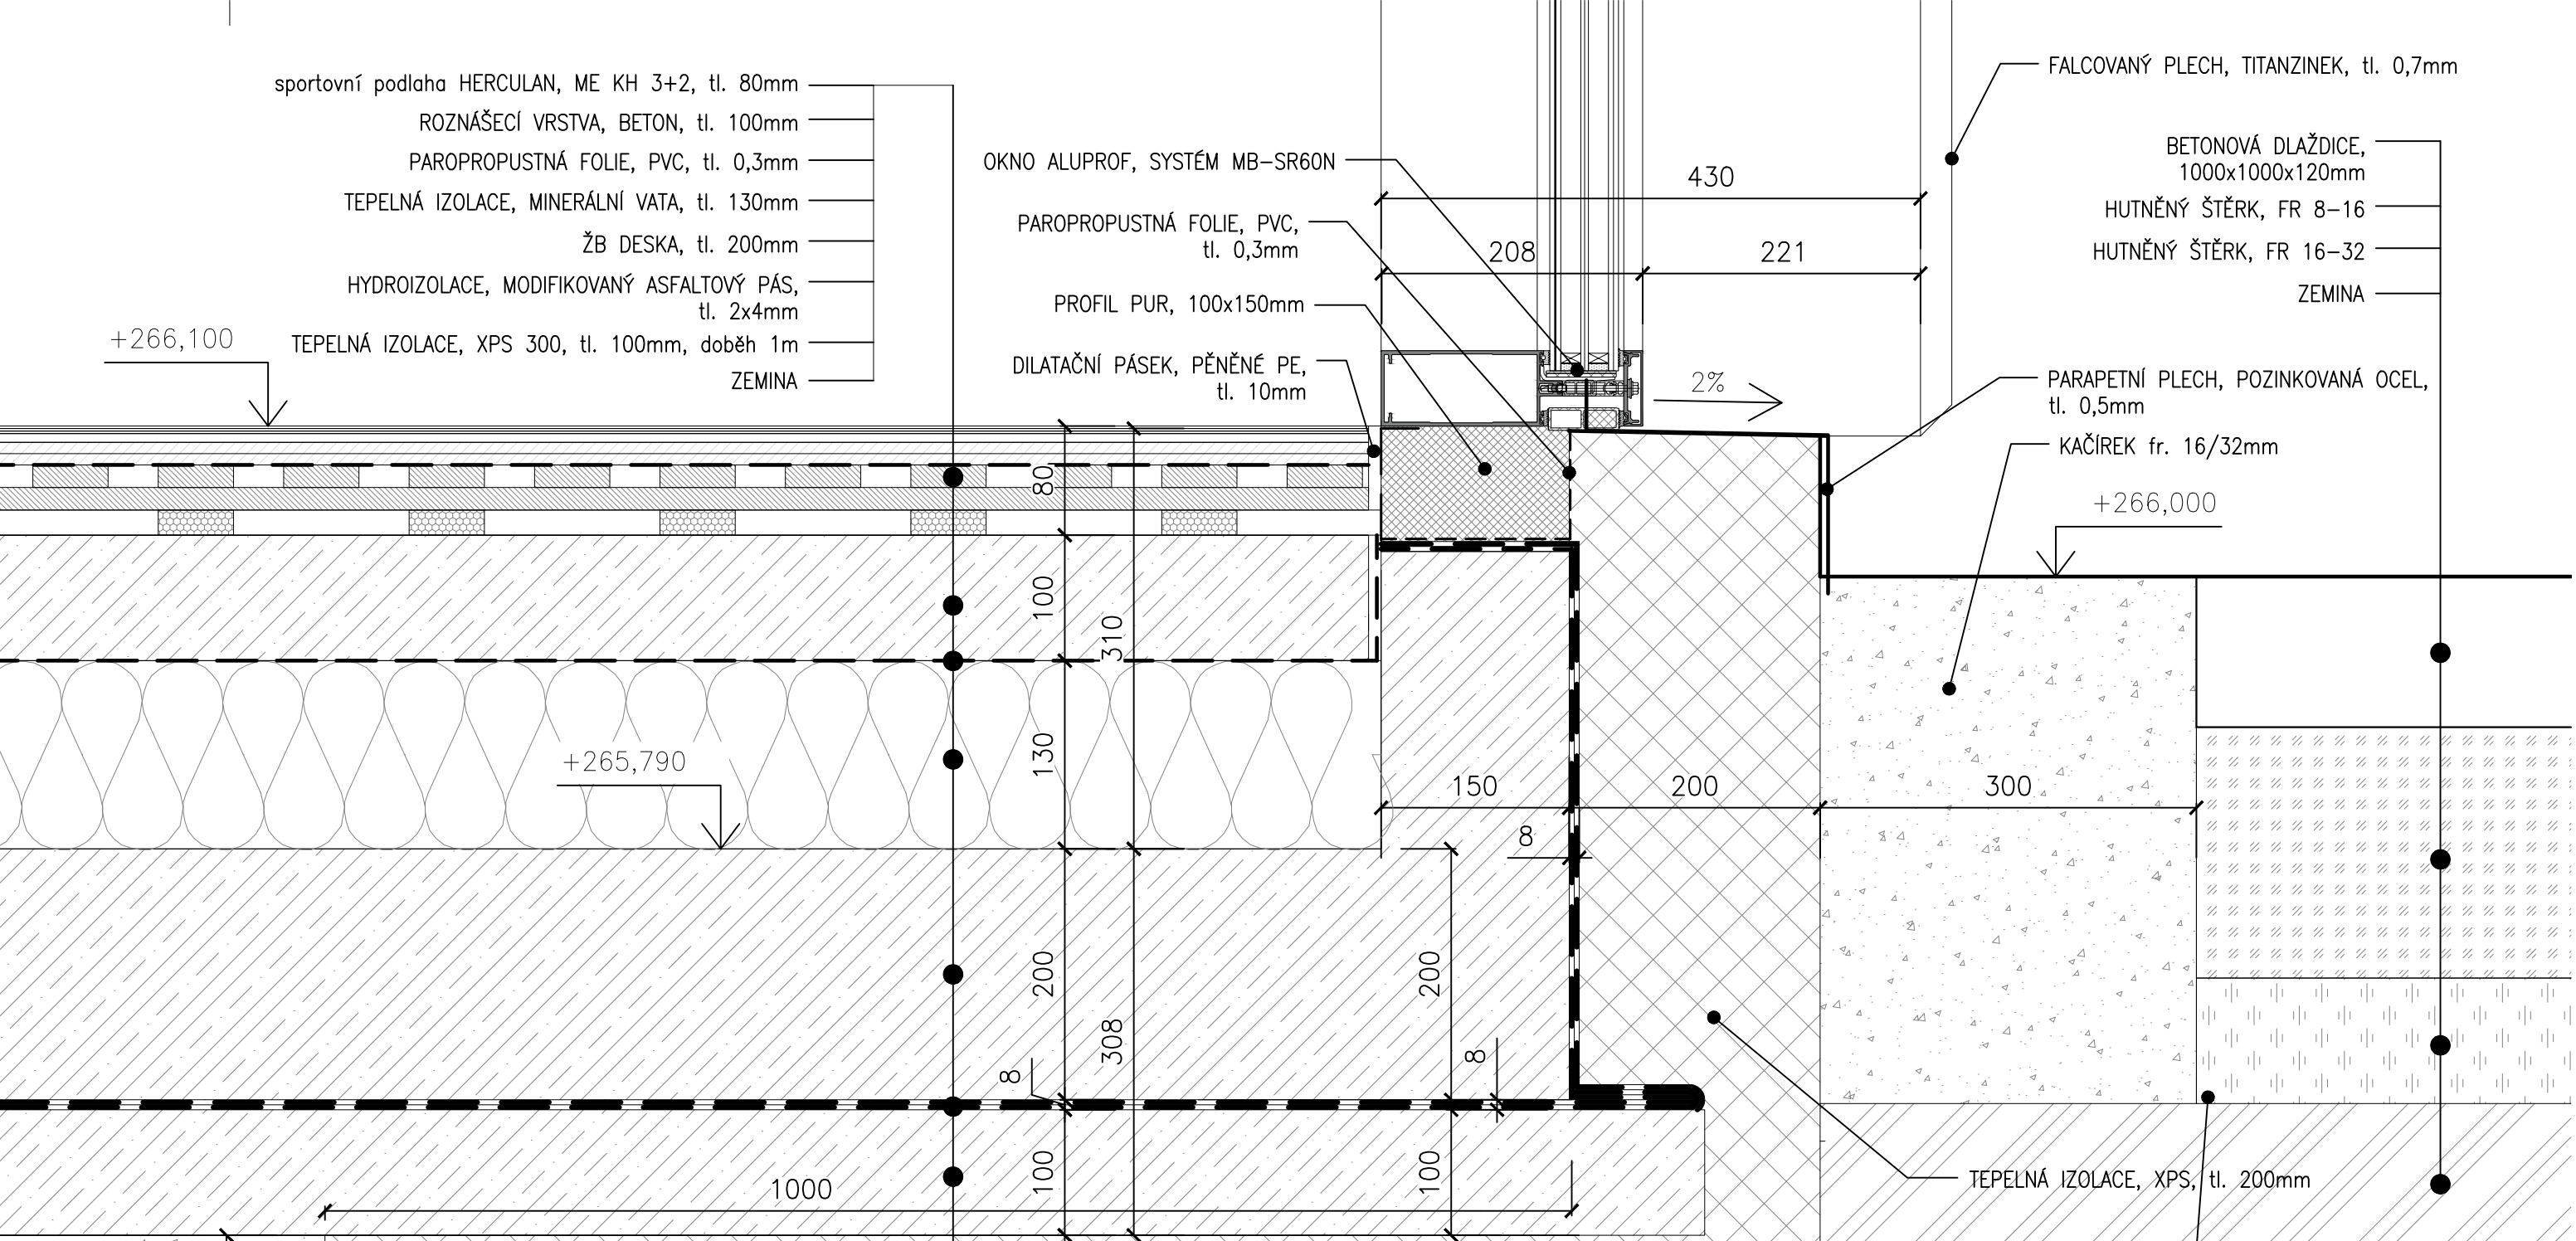 sportovní podlaha HERCULAN, ME KH 3+2, tl. 80mm
ROZNÁŠECÍ VRSTVA, BETON, tl. 100mm
PAROPROPUSTNÁ FOLIE, PVC, tl. 0,3mm
TEPELNÁ IZOLACE, MINERÁLNÍ VATA, tl. 130mm
ŽB DESKA, tl. 200mm
HYDROIZOLACE, MODIFIKOVANÝ ASFALTOVÝ PÁS,
tl. 2x4mm
TEPELNÁ IZOLACE, XPS 300, tl. 100mm, doběh 1m
ZEMINA
+266,100
OKNO ALUPROF, SYSTÉM MB-SR60N
PAROPROPUSTNÁ FOLIE, PVC,
tl. 0,3mm
PROFIL PUR, 100x150mm
DILATAČNÍ PÁSEK, PĚNĚNÉ PE,
tl. 10mm
430
208
221
2%
FALCOVANÝ PLECH, TITANZINEK, tl. 0,7mm
BETONOVÁ DLAŽDICE,
1000x1000x120mm
HUTNĚNÝ ŠTĚRK, FR 8-16
HUTNĚNÝ ŠTĚRK, FR 16-32
ZEMINA
PARAPETNÍ PLECH, POZINKOVANÁ OCEL,
tl. 0,5mm
KAČÍREK fr. 16/32mm
+266,000
80
100
310
130
+265,790
150
200
300
8
200
308
200
8
8
100
100
1000
TEPELNÁ IZOLACE, XPS, tl. 200mm